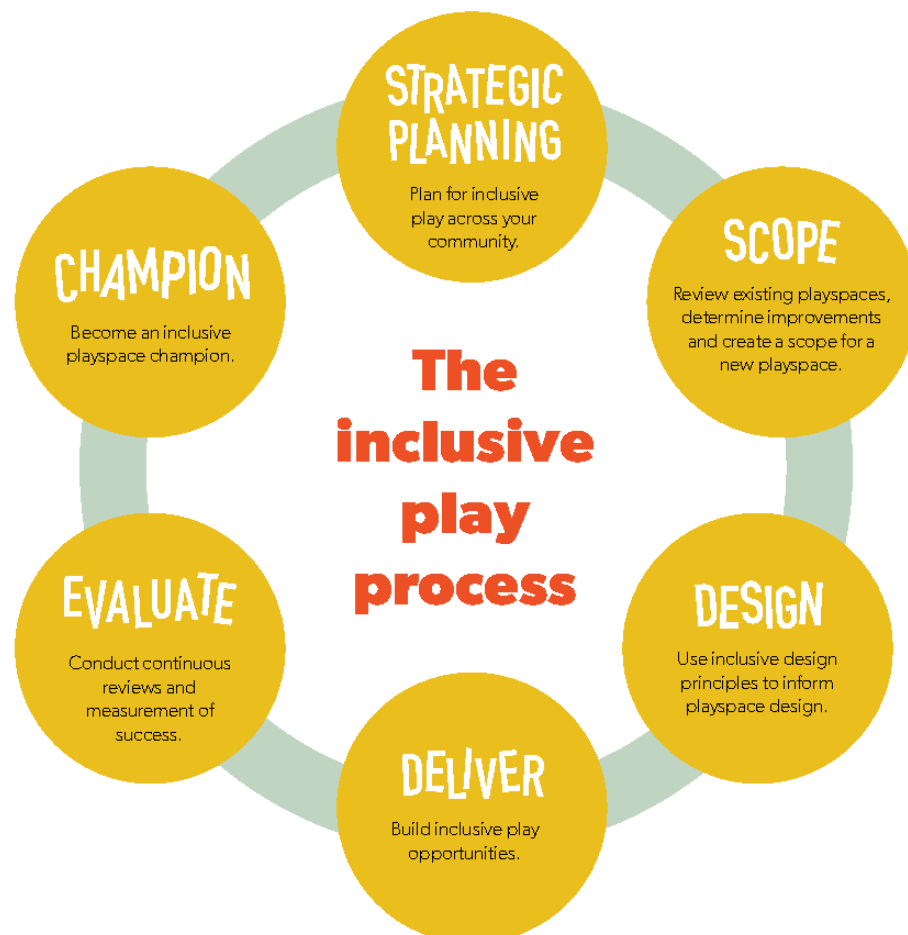 STRATEGIC
PLANNING
Plan for inclusive
play across your
community.
SCOPE
Review existing playspaces,
determine improvements
and create a scope for a
new playspace.
DESIGN
Use inclusive design
principles to inform
playspace design.
DELIVER
Build inclusive play
opportunities.
EVALUATE
Conduct continuous
reviews and
measurement of
success.
CHAMPION
Become an inclusive
playspace champion.
The
inclusive
play
process